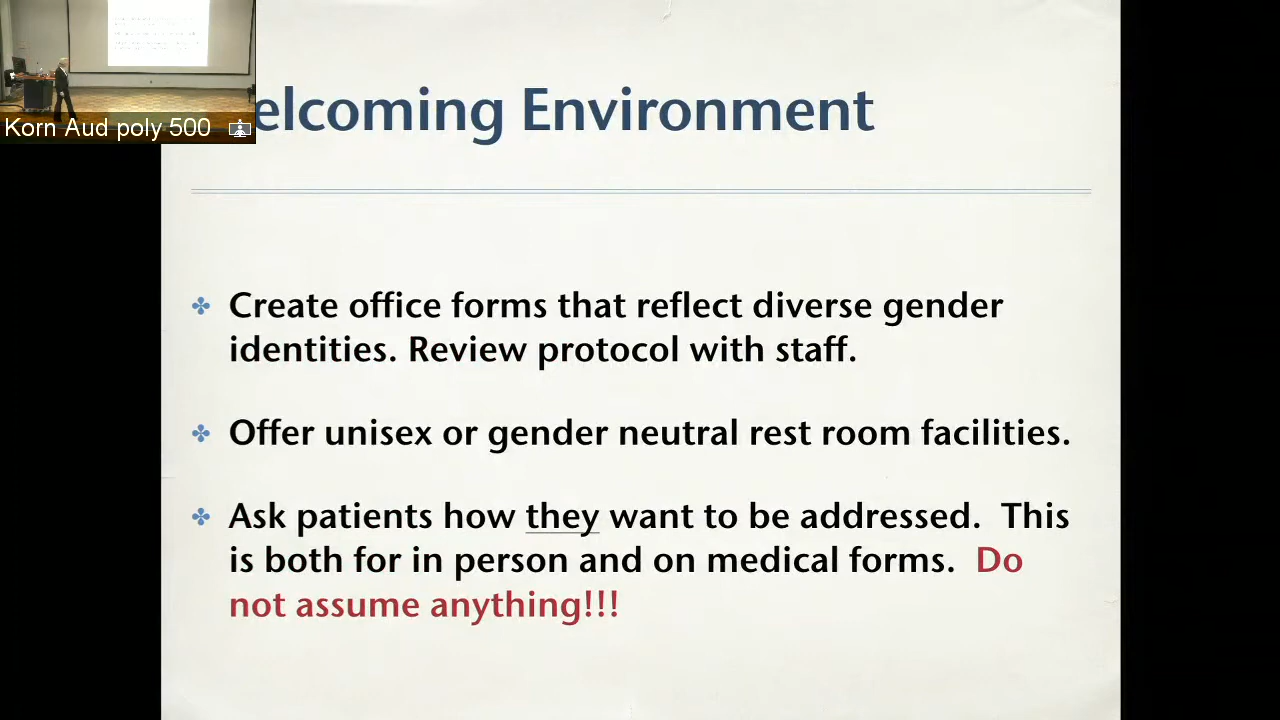 Korn Aud poly 500
elcoming Environment
Create office forms that reflect diverse gender
identities. Review protocol with staff.
Offer unisex or gender neutral rest room facilities.
Ask patients how they want to be addressed. This
is both for in person and on medical forms. Do
not assume anything!!!